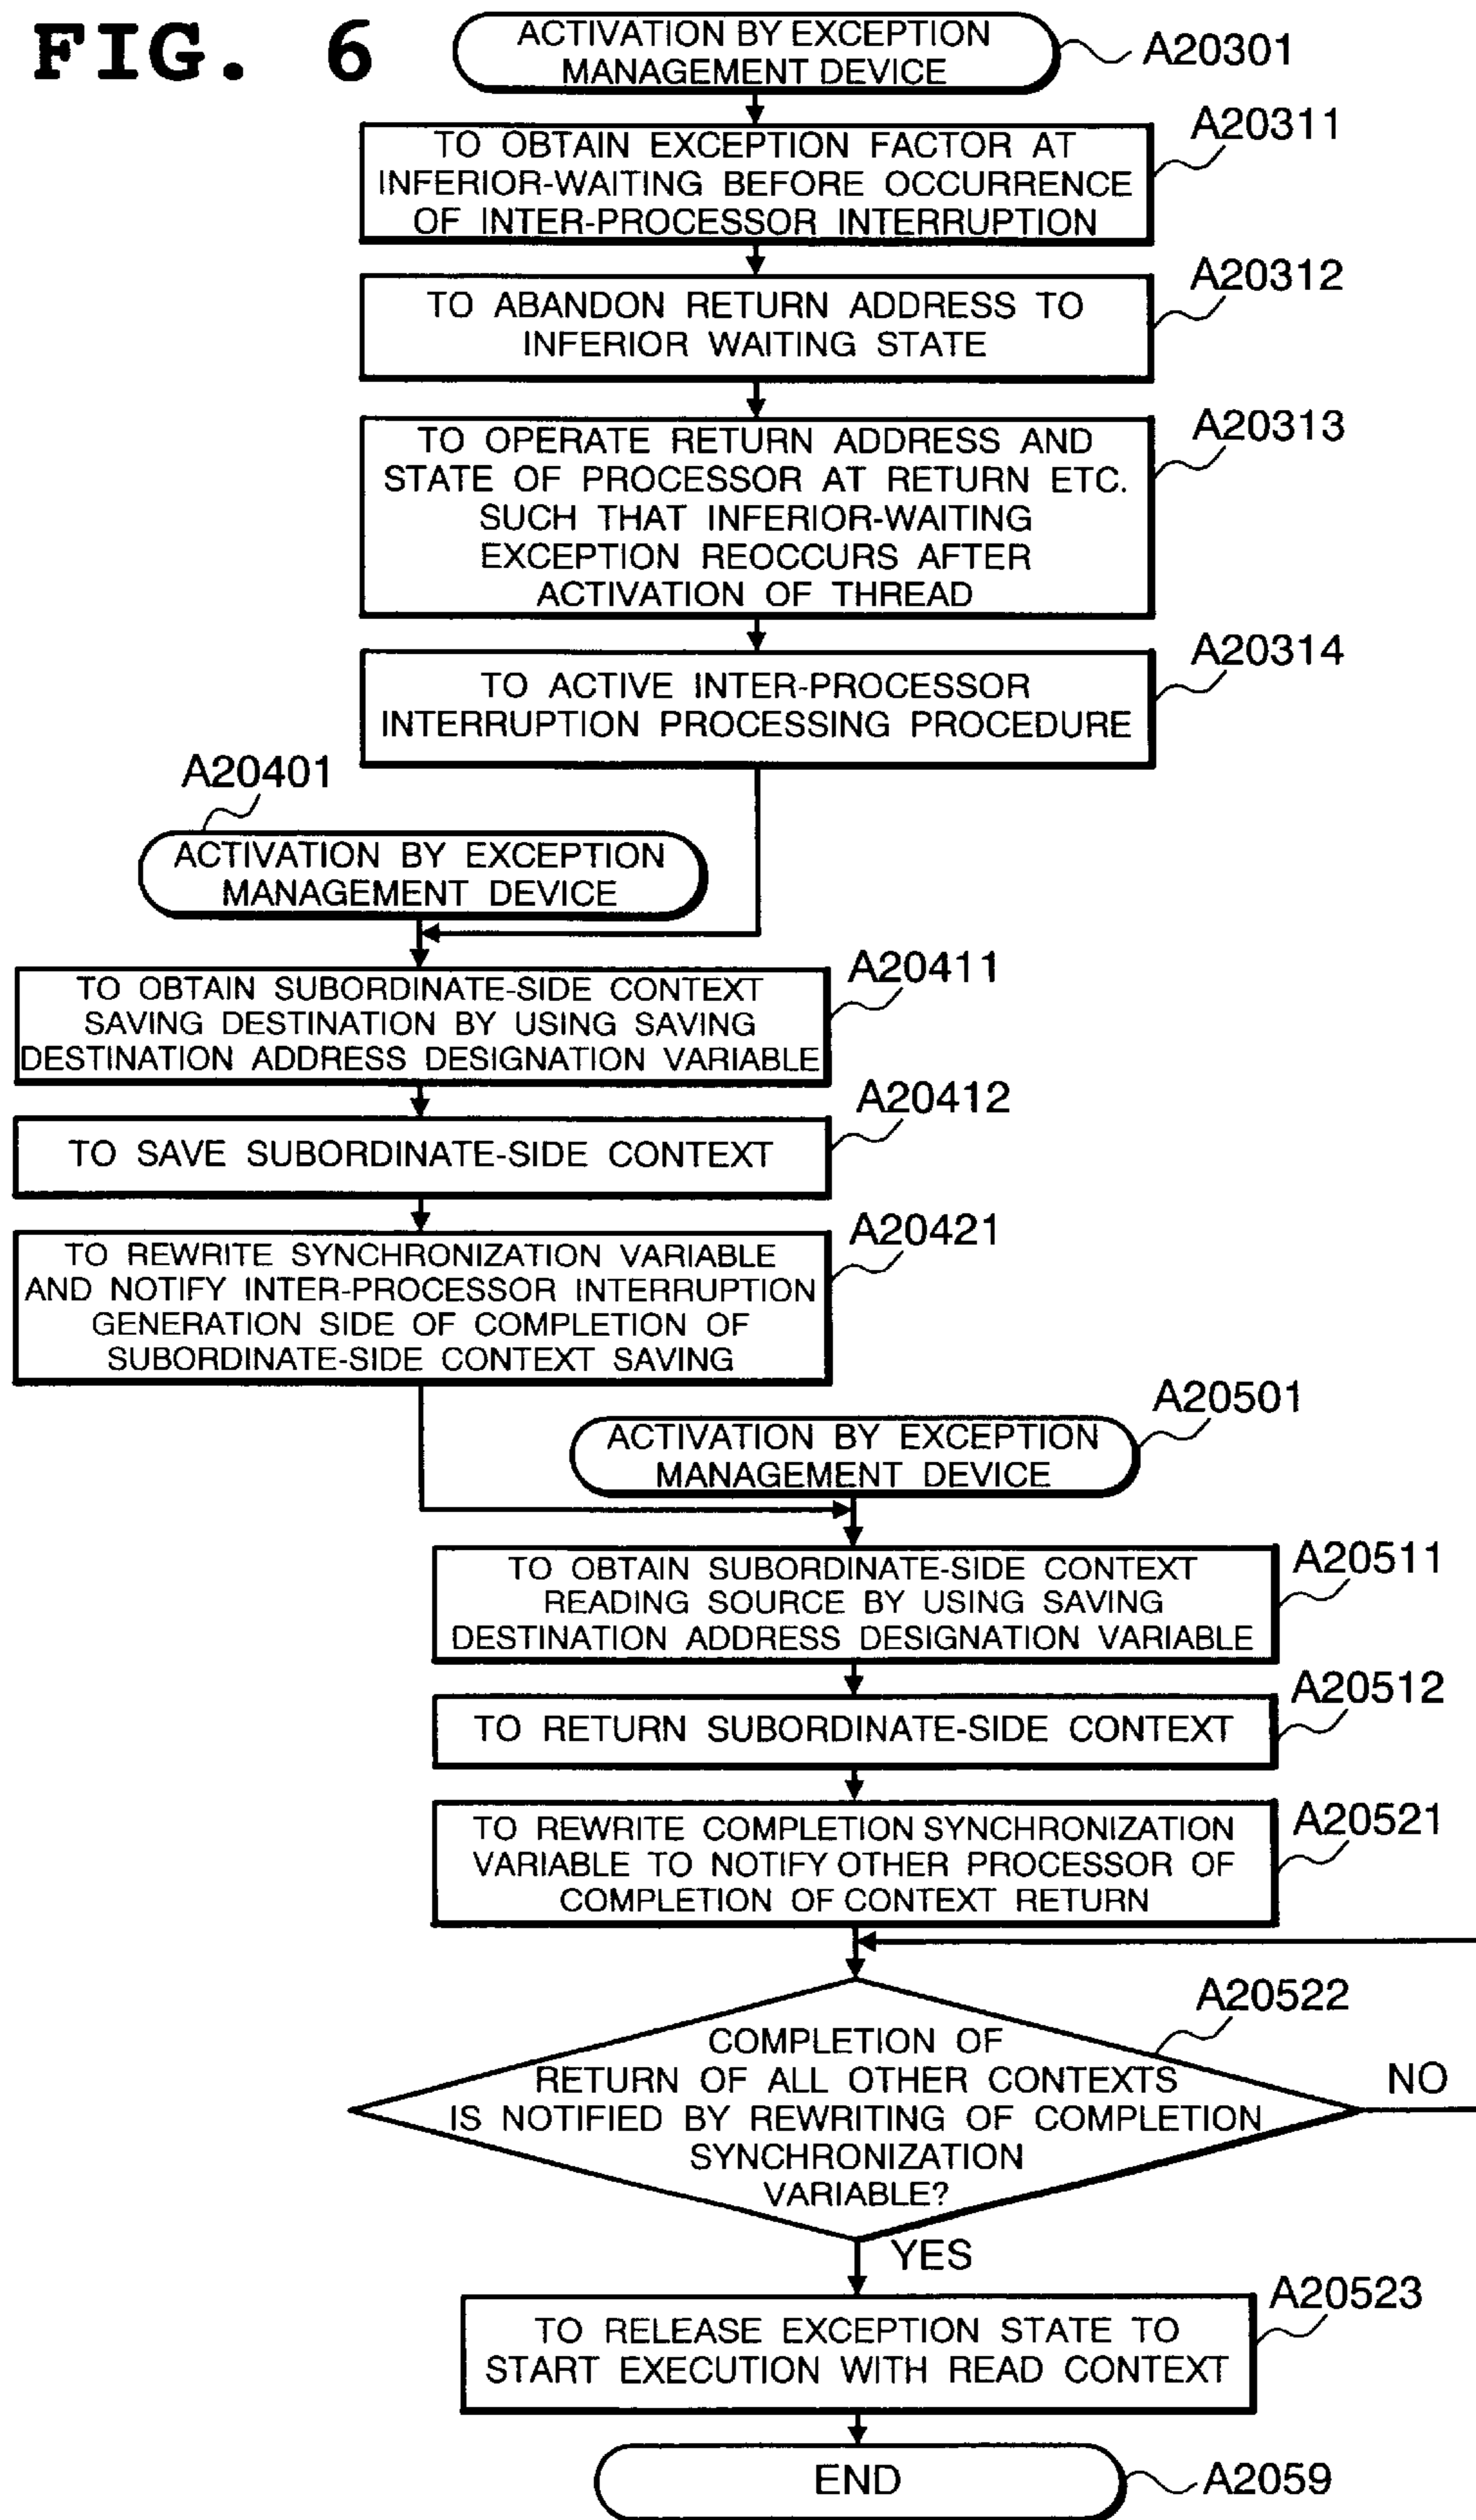 FIG. 6
ACTIVATION BY EXCEPTION
MANAGEMENT DEVICE
A20301
A20311
TO OBTAIN EXCEPTION FACTOR AT
INFERIOR-WAITING BEFORE OCCURRENCE
OF INTER-PROCESSOR INTERRUPTION
A20312
TO ABANDON RETURN ADDRESS TO
INFERIOR WAITING STATE
A20313
TO OPERATE RETURN ADDRESS AND
STATE OF PROCESSOR AT RETURN ETC.
SUCH THAT INFERIOR-WAITING
EXCEPTION REOCCURS AFTER
ACTIVATION OF THREAD
A20314
TO ACTIVE INTER-PROCESSOR
INTERRUPTION PROCESSING PROCEDURE
A20401
ACTIVATION BY EXCEPTION
MANAGEMENT DEVICE
A20411
TO OBTAIN SUBORDINATE-SIDE CONTEXT
SAVING DESTINATION BY USING SAVING
DESTINATION ADDRESS DESIGNATION VARIABLE
A20412
TO SAVE SUBORDINATE-SIDE CONTEXT
A20421
TO REWRITE SYNCHRONIZATION VARIABLE
AND NOTIFY INTER-PROCESSOR INTERRUPTION
GENERATION SIDE OF COMPLETION OF
SUBORDINATE-SIDE CONTEXT SAVING
A20501
ACTIVATION BY EXCEPTION
MANAGEMENT DEVICE
A20511
TO OBTAIN SUBORDINATE-SIDE CONTEXT
READING SOURCE BY USING SAVING
DESTINATION ADDRESS DESIGNATION VARIABLE
A20512
TO RETURN SUBORDINATE-SIDE CONTEXT
A20521
TO REWRITE COMPLETION SYNCHRONIZATION
VARIABLE TO NOTIFY OTHER PROCESSOR OF
COMPLETION OF CONTEXT RETURN
A20522
COMPLETION OF
RETURN OF ALL OTHER CONTEXTS
IS NOTIFIED BY REWRITING OF COMPLETION
SYNCHRONIZATION
VARIABLE?
NO
YES
A20523
TO RELEASE EXCEPTION STATE TO
START EXECUTION WITH READ CONTEXT
END
A2059